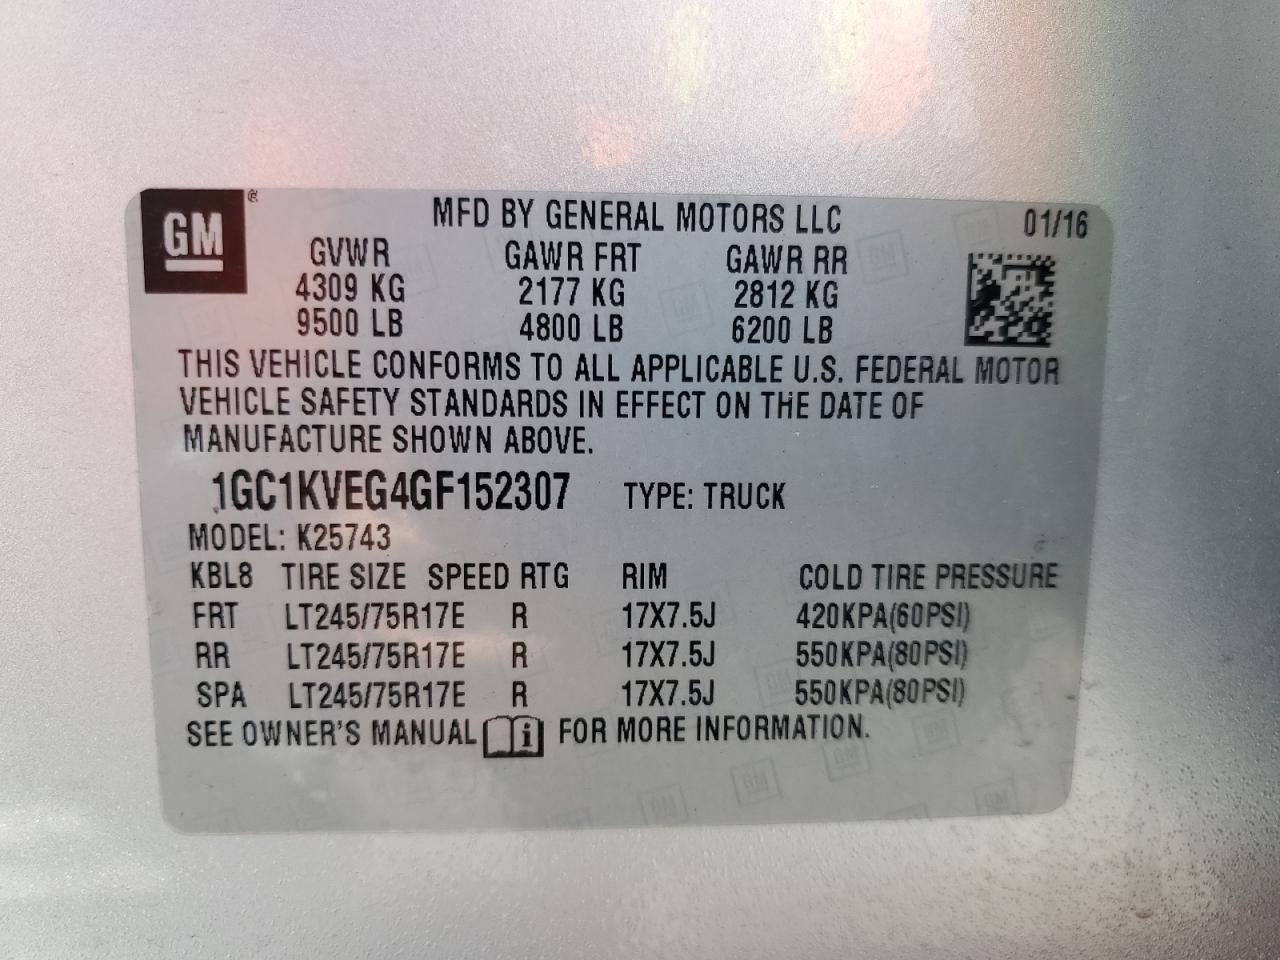 GM ®
MFD BY GENERAL MOTORS LLC 01/16
GVWR GAWR FRT GAWR RR
4309 KG 2177 KG 2812 KG
9500 LB 4800 LB 6200 LB
THIS VEHICLE CONFORMS TO ALL APPLICABLE U.S. FEDERAL MOTOR
VEHICLE SAFETY STANDARDS IN EFFECT ON THE DATE OF
MANUFACTURE SHOWN ABOVE.
1GC1KVEG4GF152307 TYPE: TRUCK
MODEL: K25743
KBL8 TIRE SIZE SPEED RTG RIM COLD TIRE PRESSURE
FRT LT245/75R17E R 17X7.5J 420KPA(60PSI)
RR LT245/75R17E R 17X7.5J 550KPA(80PSI)
SPA LT245/75R17E R 17X7.5J 550KPA(80PSI)
SEE OWNER'S MANUAL i FOR MORE INFORMATION.